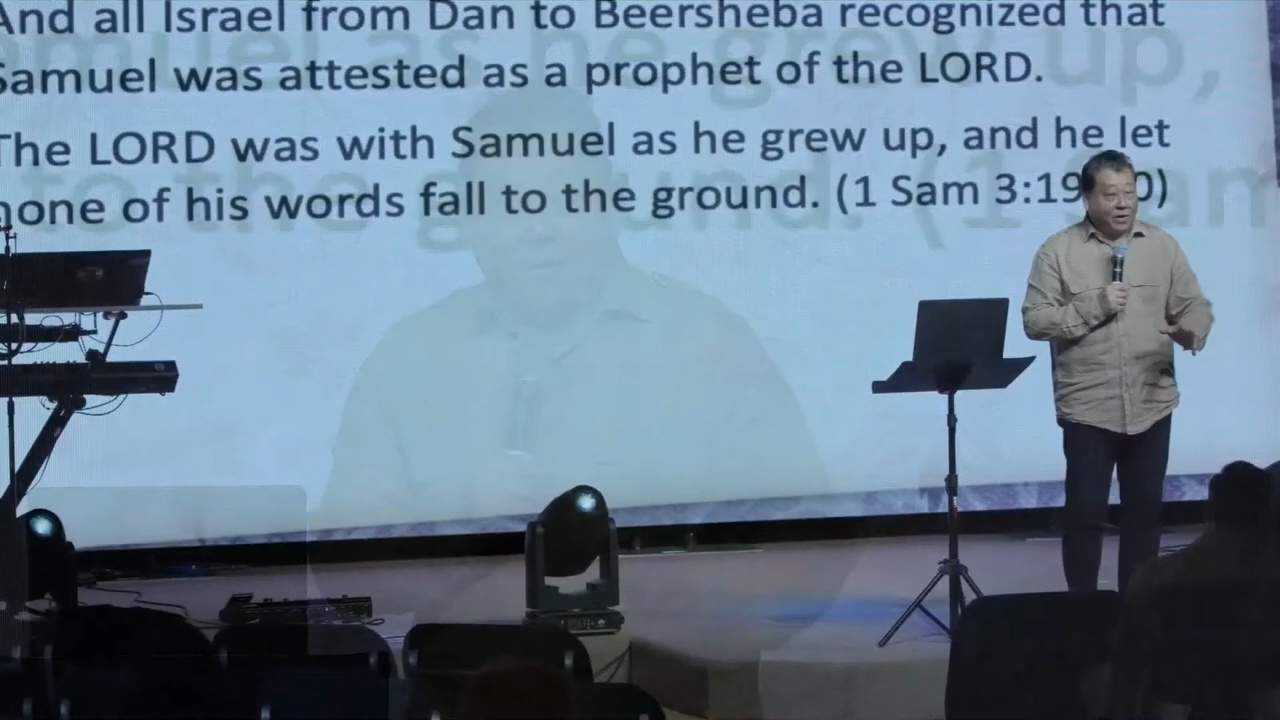 And all Israel from Dan to Beersheba recognized that
Samuel was attested as a prophet of the LORD.
The LORD was with Samuel as he grew up, and he let
none of his words fall to the ground. (1 Sam 3:19 0)